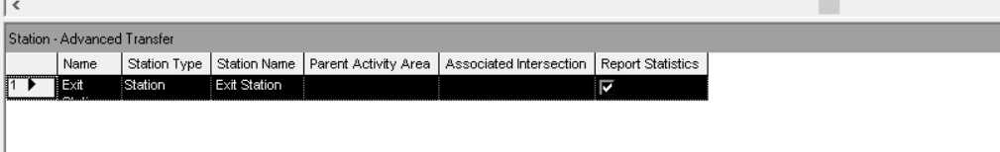 <
Station - Advanced Transfer
Name Station Type Station Name Parent Activity Area Associated Intersection Report Statistics
1 Exit Station Exit Station